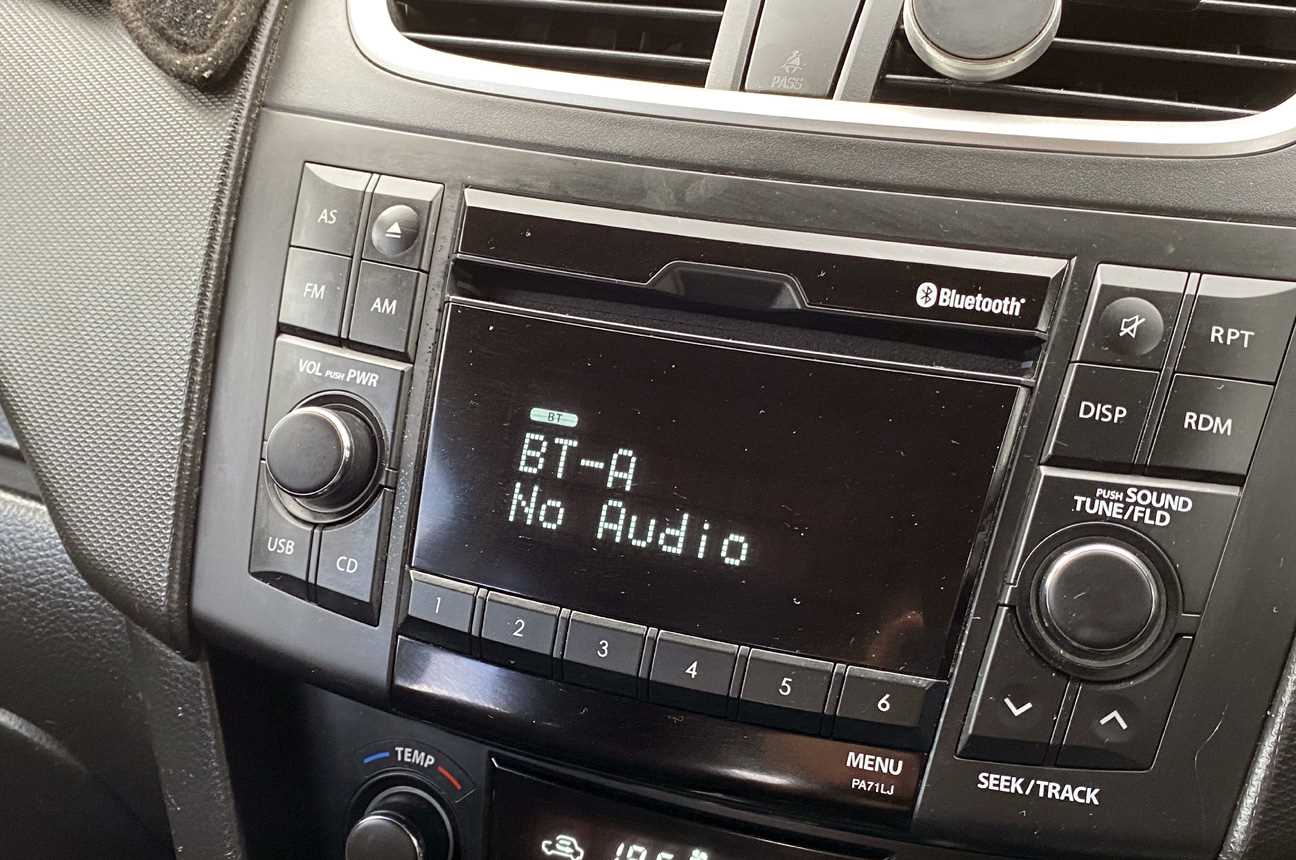 PASS
AS
FM
AM
VOL PUSH PWR
USB
CD
Bluetooth
BT
BT-A
No Audio
1
2
3
4
5
6
MENU
PA71LJ
RPT
DISP
RDM
PUSH SOUND
TUNE/FLD
SEEK/TRACK
TEMP